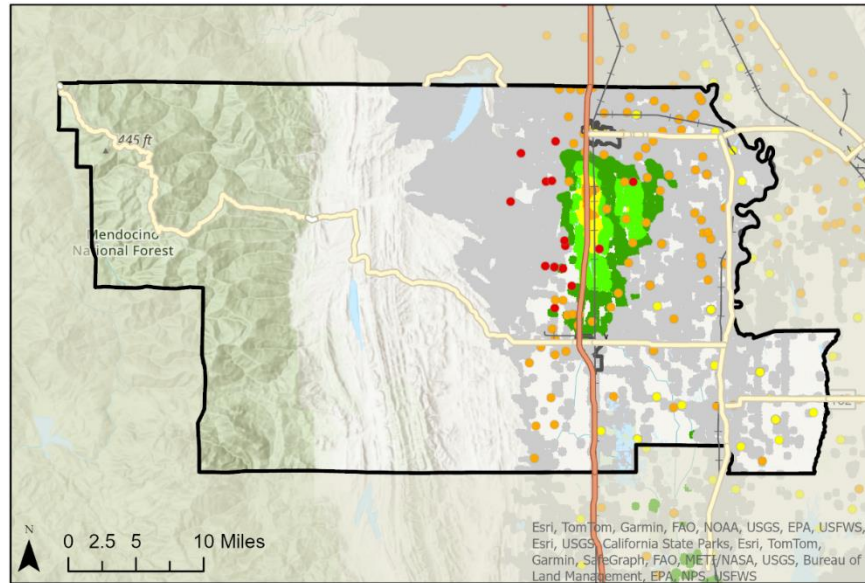 445 ft
Mendocino
National Forest
N
0 2.5 5 10 Miles
Esri, TomTom, Garmin, FAO, NOAA, USGS, EPA, USFWS,
Esri, USGS, California State Parks, Esri, TomTom,
Garmin, SafeGraph, FAO, METI/NASA, USGS, Bureau of
Land Management, EPA, NPS, USFWS